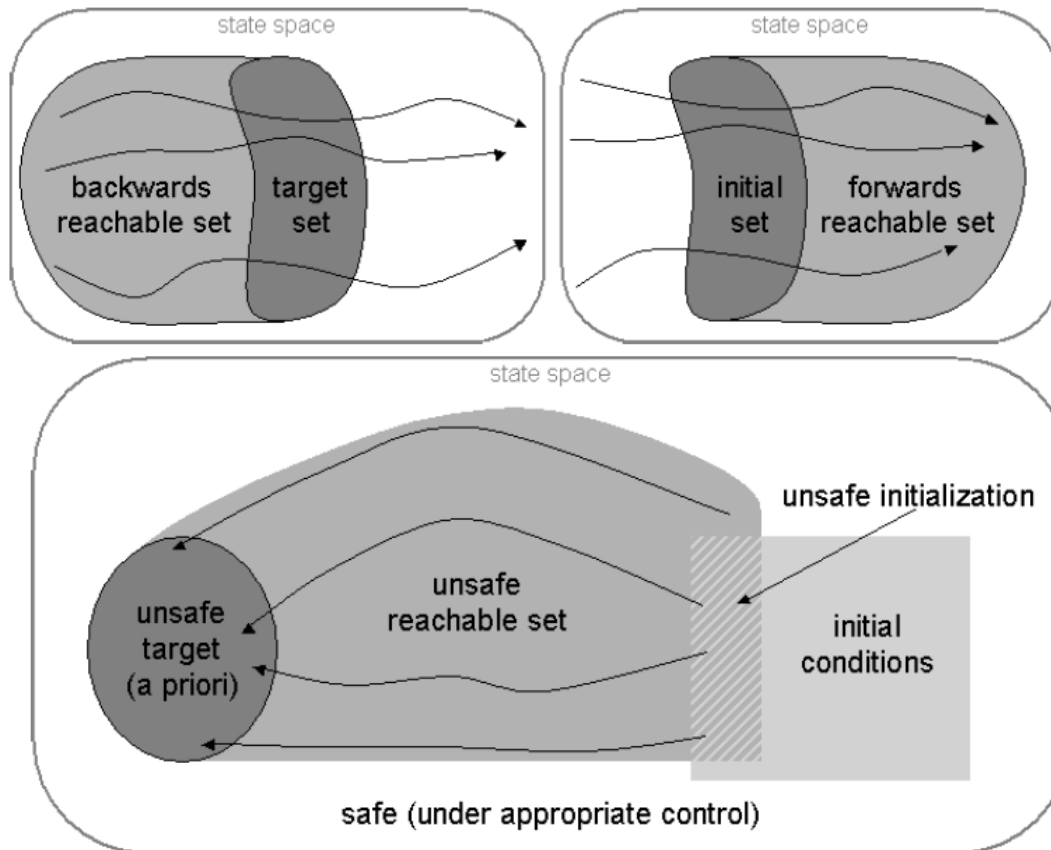 state space
backwards
reachable set
target
set
state space
initial
set
forwards
reachable set
state space
unsafe initialization
unsafe
target
(a priori)
unsafe
reachable set
initial
conditions
safe (under appropriate control)